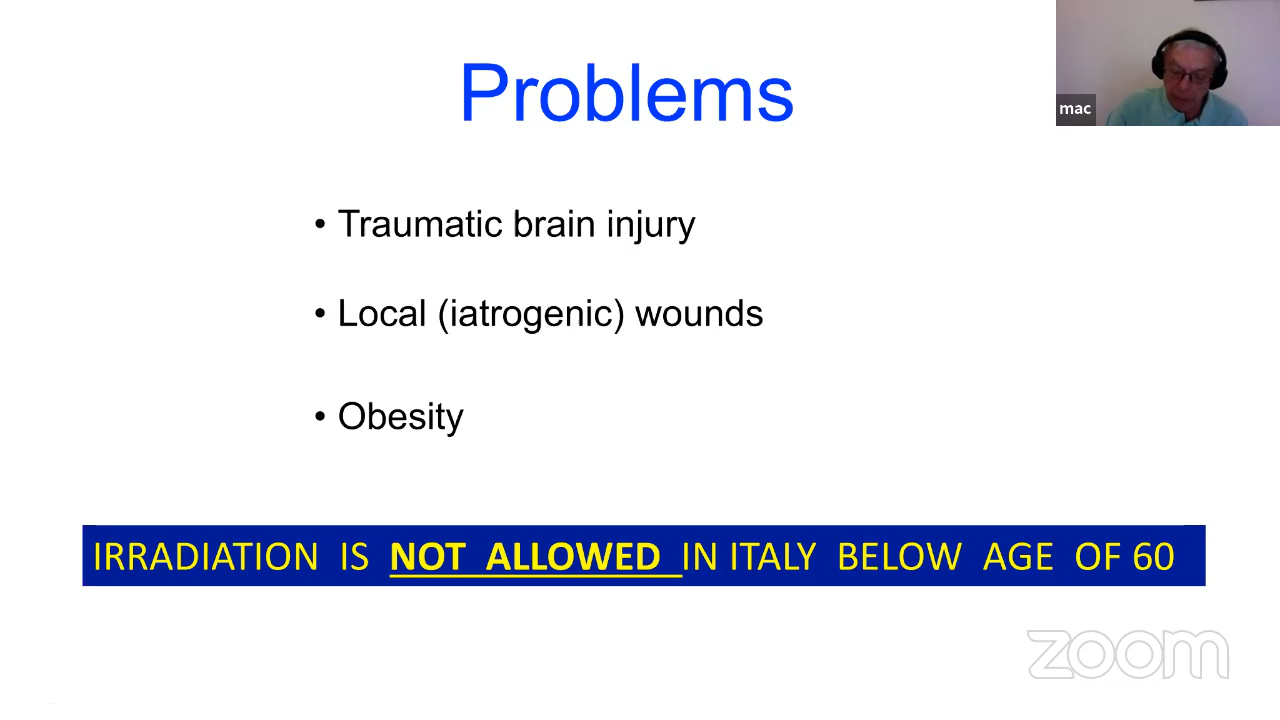 Problems
mac
• Traumatic brain injury
• Local (iatrogenic) wounds
• Obesity
IRRADIATION IS NOT ALLOWED IN ITALY BELOW AGE OF 60
zoom